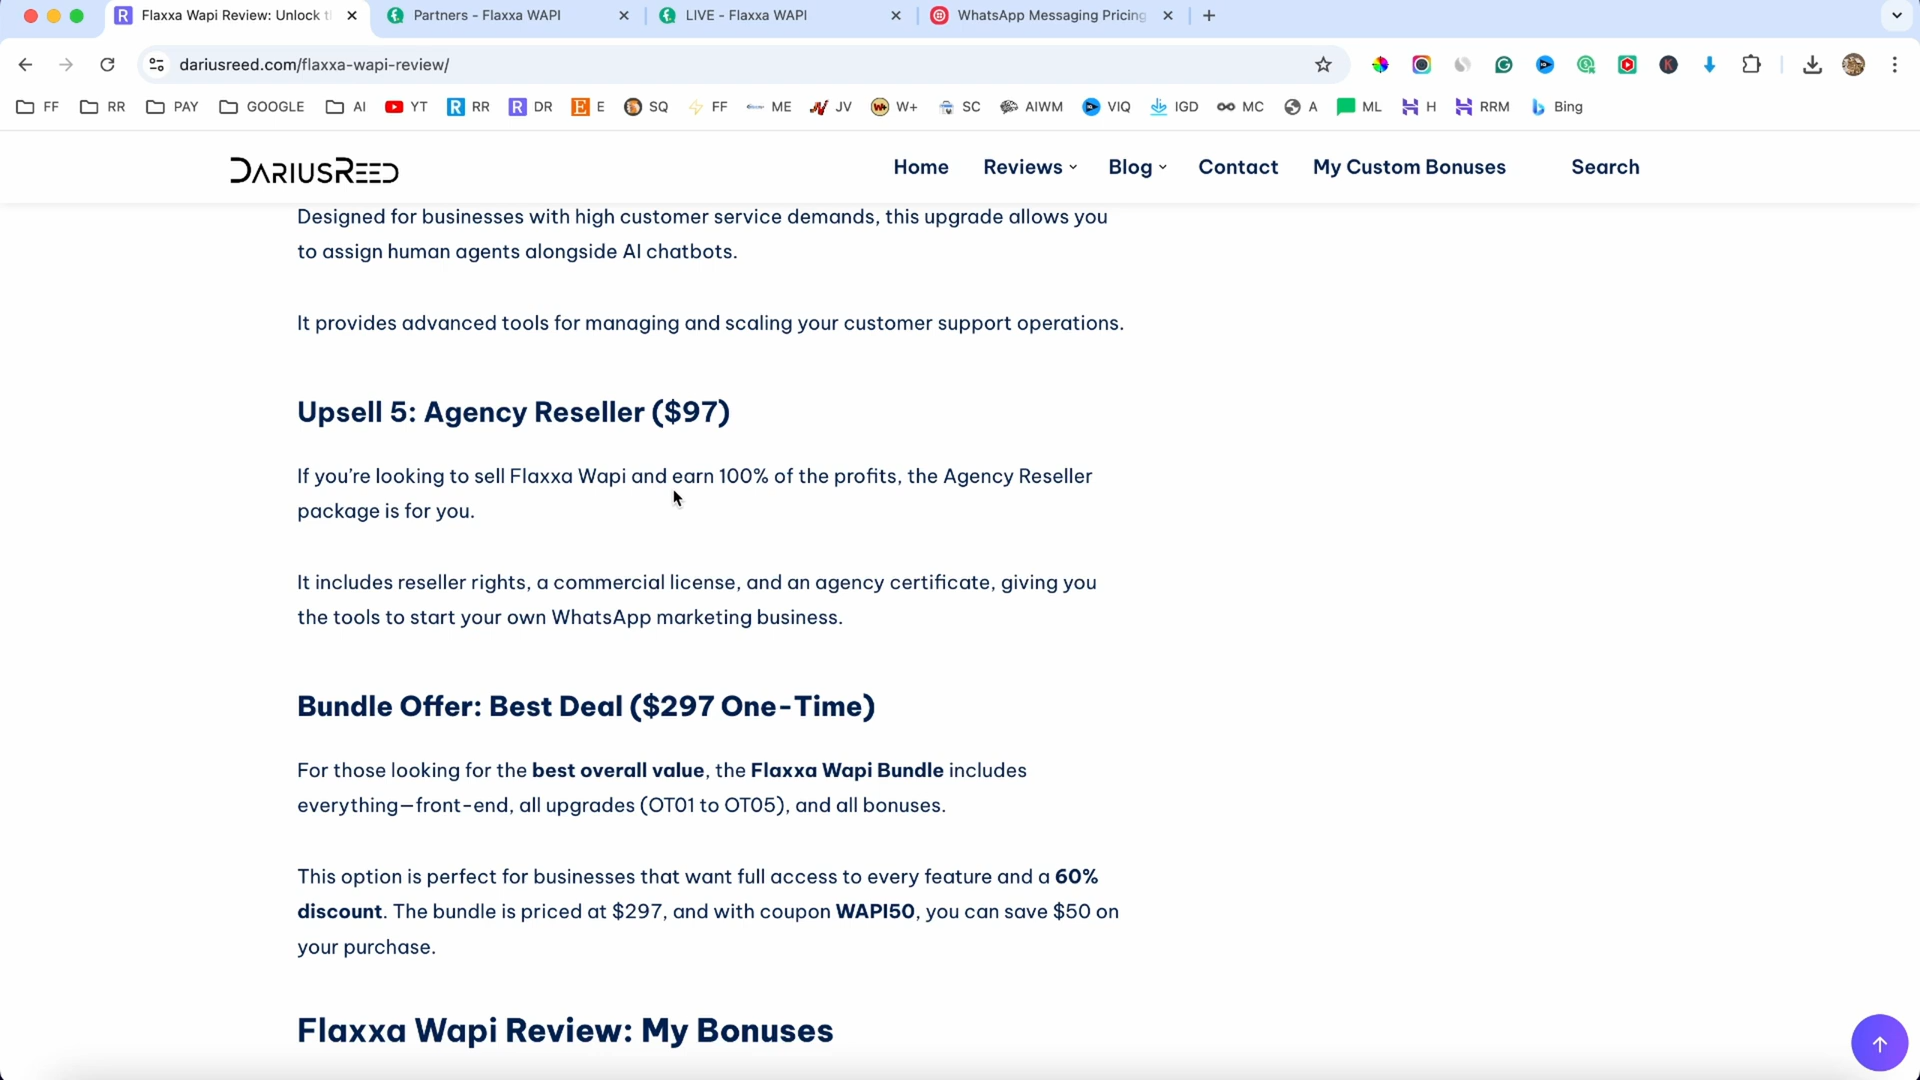 Flaxxa Wapi Review: Unlock t
Partners - Flaxxa WAPI
LIVE - Flaxxa WAPI
WhatsApp Messaging Pricing
dariusreed.com/flaxxa-wapi-review/
FF RR PAY GOOGLE AI YT RR DR E SQ FF ME JV W+ SC AIWM VIQ IGD MC A ML H RRM Bing
DARIUSREED
Home Reviews Blog Contact My Custom Bonuses Search
Designed for businesses with high customer service demands, this upgrade allows you
to assign human agents alongside AI chatbots.
It provides advanced tools for managing and scaling your customer support operations.
Upsell 5: Agency Reseller ($97)
If you’re looking to sell Flaxxa Wapi and earn 100% of the profits, the Agency Reseller
package is for you.
It includes reseller rights, a commercial license, and an agency certificate, giving you
the tools to start your own WhatsApp marketing business.
Bundle Offer: Best Deal ($297 One-Time)
For those looking for the best overall value, the Flaxxa Wapi Bundle includes
everything—front-end, all upgrades (OT01 to OT05), and all bonuses.
This option is perfect for businesses that want full access to every feature and a 60%
discount. The bundle is priced at $297, and with coupon WAPI50, you can save $50 on
your purchase.
Flaxxa Wapi Review: My Bonuses